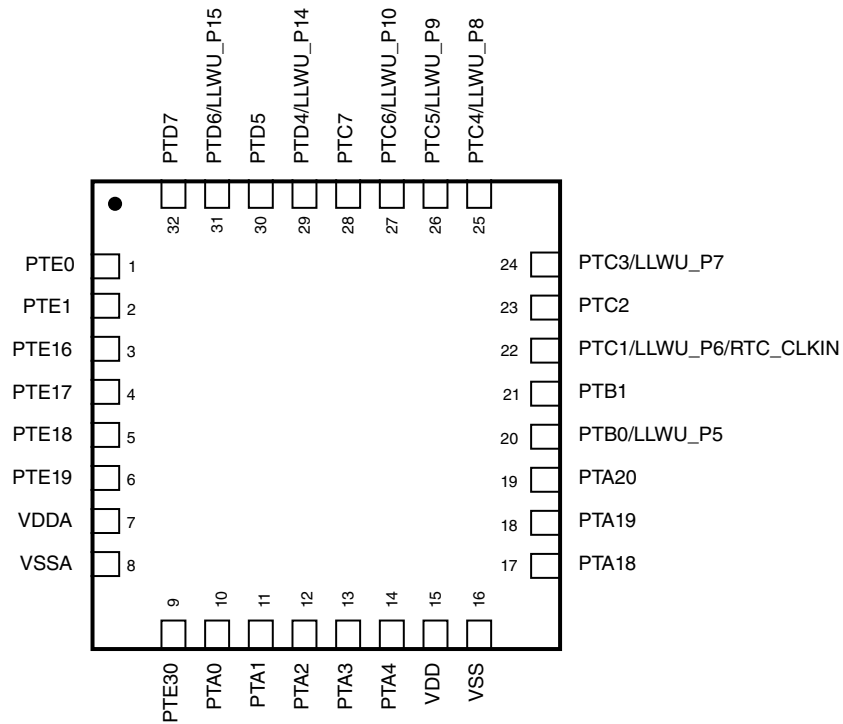 PTD7
PTD6/LLWU_P15
PTD5
PTD4/LLWU_P14
PTC7
PTC6/LLWU_P10
PTC5/LLWU_P9
PTC4/LLWU_P8
32
31
30
29
28
27
26
25
PTE0 1
PTE1 2
PTE16 3
PTE17 4
PTE18 5
PTE19 6
VDDA 7
VSSA 8
24 PTC3/LLWU_P7
23 PTC2
22 PTC1/LLWU_P6/RTC_CLKIN
21 PTB1
20 PTB0/LLWU_P5
19 PTA20
18 PTA19
17 PTA18
9
10
11
12
13
14
15
16
PTE30
PTA0
PTA1
PTA2
PTA3
PTA4
VDD
VSS